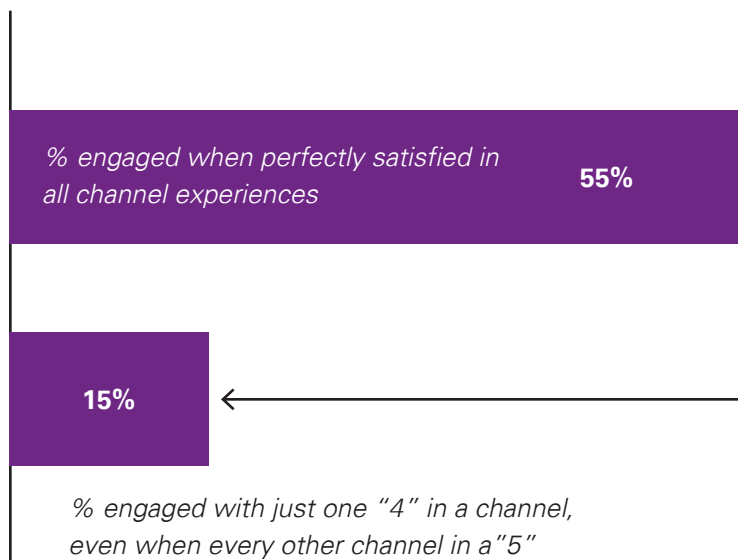 % engaged when perfectly satisfied in
all channel experiences
55%
15%
% engaged with just one “4” in a channel,
even when every other channel in a”5”